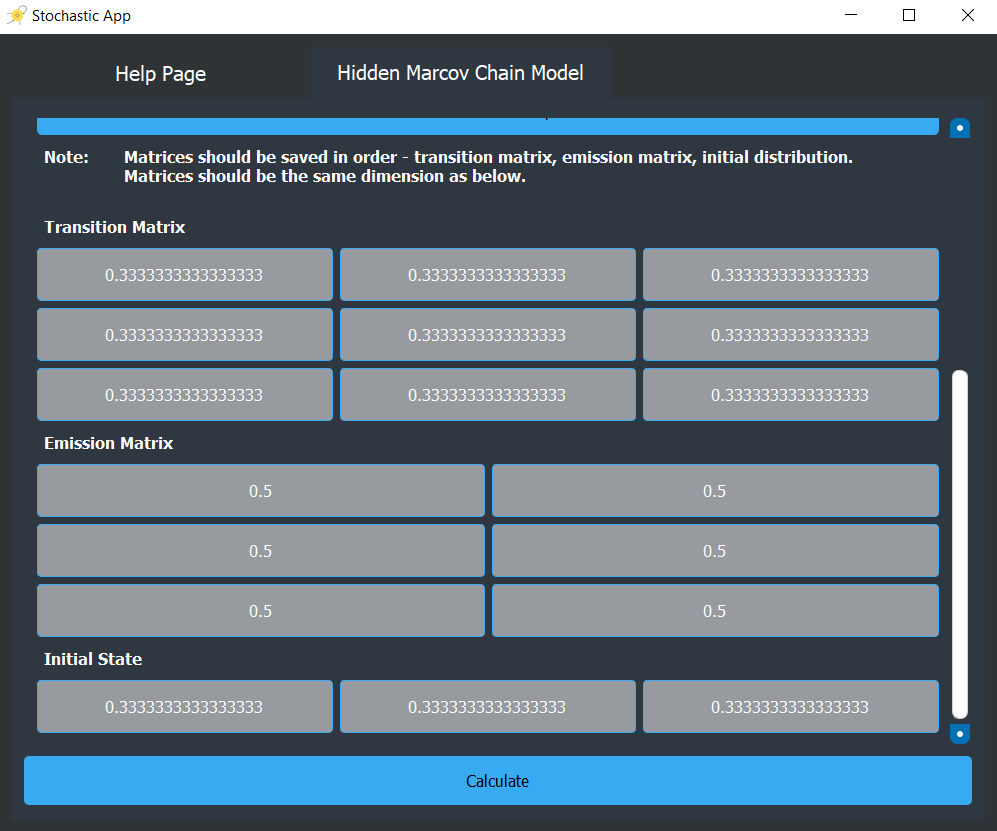 Stochastic App
Help Page
Hidden Marcov Chain Model
Note: Matrices should be saved in order - transition matrix, emission matrix, initial distribution.
Matrices should be the same dimension as below.
Transition Matrix
0.3333333333333333 0.3333333333333333 0.3333333333333333
0.3333333333333333 0.3333333333333333 0.3333333333333333
0.3333333333333333 0.3333333333333333 0.3333333333333333
Emission Matrix
0.5 0.5
0.5 0.5
0.5 0.5
Initial State
0.3333333333333333 0.3333333333333333 0.3333333333333333
Calculate